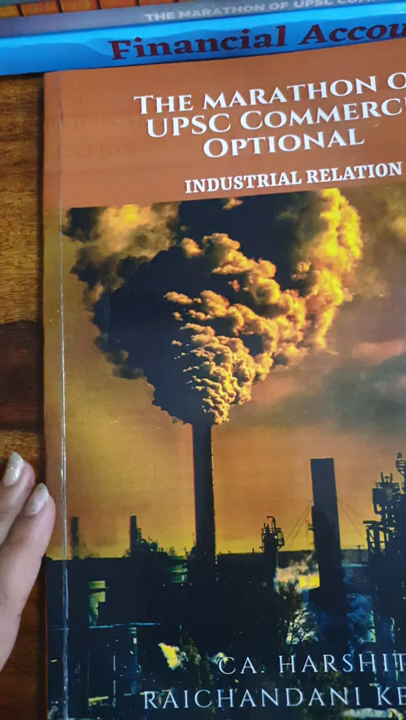 THE MARATHON OF UPSC COM
Financial Accou
THE MARATHON O
UPSC COMMERC
OPTIONAL
INDUSTRIAL RELATION
CA. HARSHIT
RAICHANDANI KE